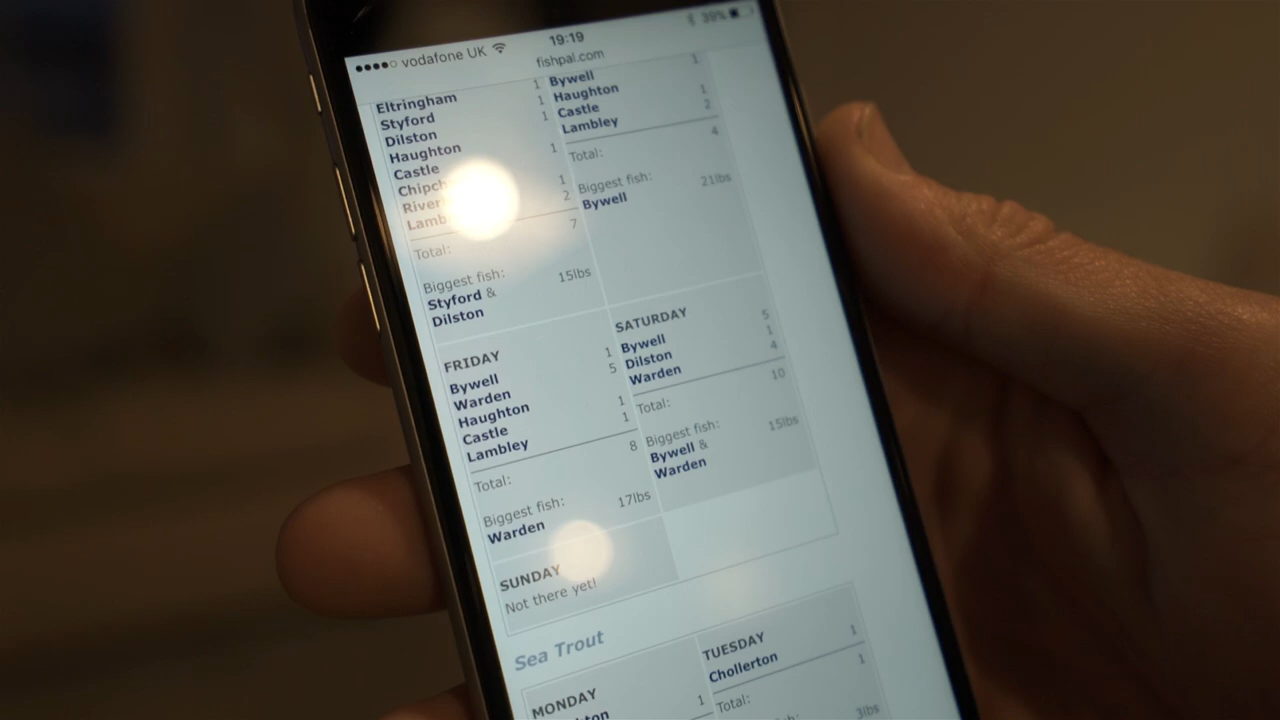 vodafone UK 19:19 39%
fishpal.com
Eltringham 1
Styford 1
Dilston 1
Haughton
Castle 1
Chipch
River 1
Lamb 2
Total: 7
Biggest fish: 15lbs
Styford &
Dilston
Bywell 1
Haughton
Castle 1
Lambley 2
Total: 4
Biggest fish: 21lbs
Bywell
FRIDAY
Bywell 1
Warden 5
Haughton
Castle 1
Lambley 1
Total: 8
Biggest fish: 17lbs
Warden
SATURDAY
Bywell 5
Dilston 1
Warden 4
Total: 10
Biggest fish: 15lbs
Bywell &
Warden
SUNDAY
Not there yet!
Sea Trout
MONDAY
hton 1
TUESDAY
Chollerton 1
Total: 1
3lbs